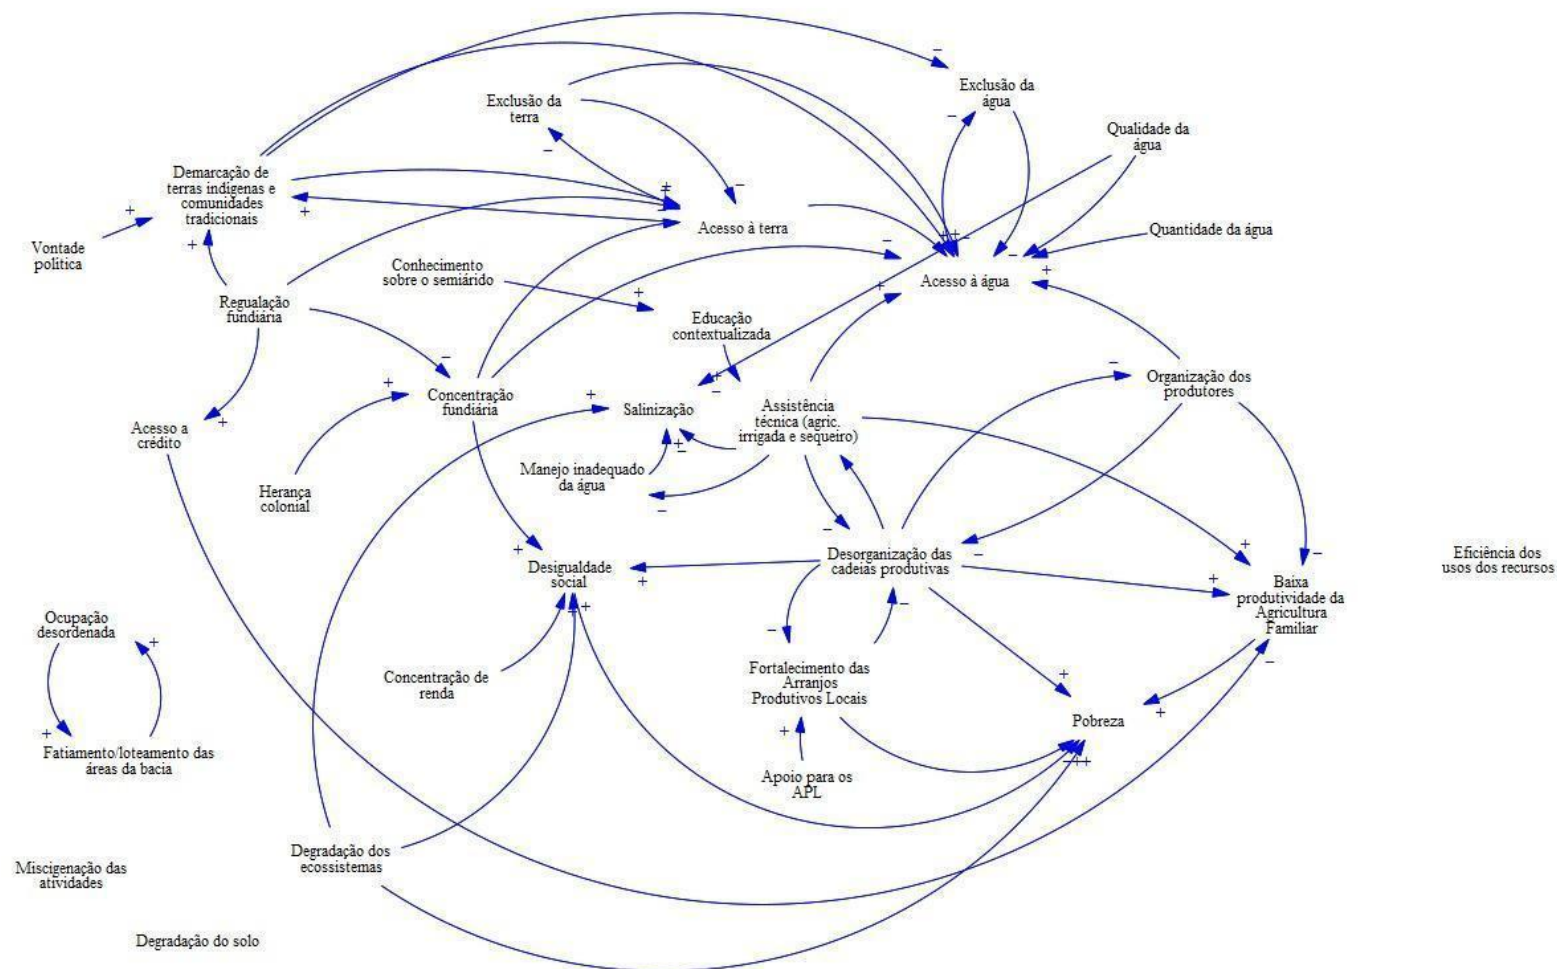 Exclusão da
água
Exclusão da
terra
Qualidade da
água
Demarcação de
terras indígenas e
comunidades
tradicionais
Vontade
política
Acesso à terra
Quantidade da água
Conhecimento
sobre o semiárido
Acesso à água
Regualação
fundiária
Educação
contextualizada
Concentração
fundiária
Organização dos
produtores
Salinização
Assistência
técnica (agric.
irrigada e sequeiro)
Acesso a
crédito
Manejo inadequado
da água
Herança
colonial
Desigualdade
social
Desorganização das
cadeias produtivas
Eficiência dos
usos dos recursos
Baixa
produtividade da
Agricultura
Familiar
Ocupação
desordenada
Concentração de
renda
Fortalecimento das
Arranjos
Produtivos Locais
Pobreza
Fatiamento/loteamento das
áreas da bacia
Apoio para os
APL
Degradação dos
ecossistemas
Miscigenação das
atividades
Degradação do solo